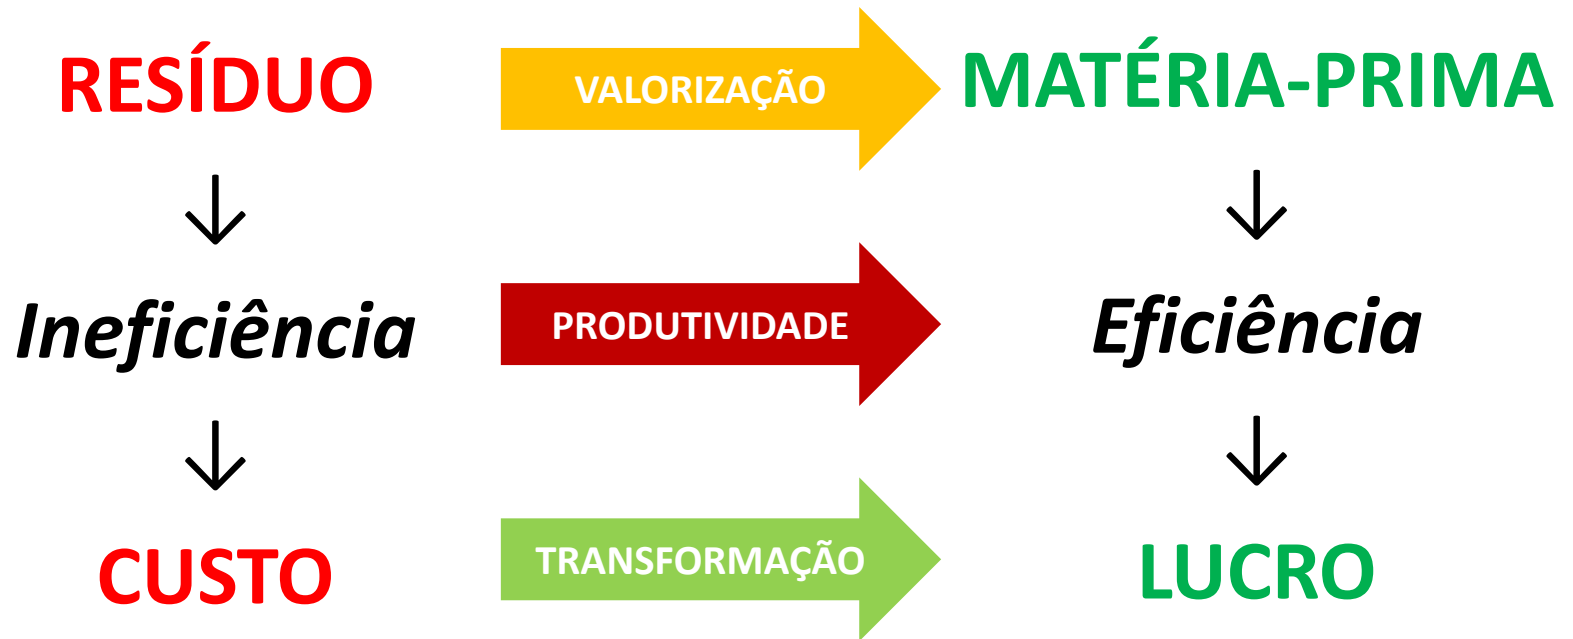 RESÍDUO
VALORIZAÇÃO
MATÉRIA-PRIMA
Ineficiência
PRODUTIVIDADE
Eficiência
CUSTO
TRANSFORMAÇÃO
LUCRO